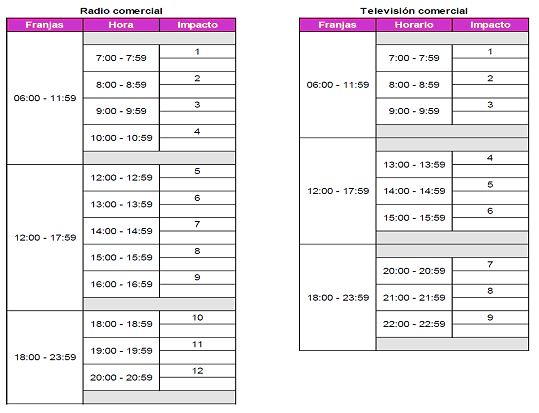 Radio comercial
Franjas Hora Impacto
06:00 - 11:59
7:00 - 7:59 1
8:00 - 8:59 2
9:00 - 9:59 3
10:00 - 10:59 4
12:00 - 17:59
12:00 - 12:59 5
13:00 - 13:59 6
14:00 - 14:59 7
15:00 - 15:59 8
16:00 - 16:59 9
18:00 - 23:59
18:00 - 18:59 10
19:00 - 19:59 11
20:00 - 20:59 12
Televisión comercial
Franjas Horario Impacto
06:00 - 11:59
7:00 - 7:59 1
8:00 - 8:59 2
9:00 - 9:59 3
12:00 - 17:59
13:00 - 13:59 4
14:00 - 14:59 5
15:00 - 15:59 6
18:00 - 23:59
20:00 - 20:59 7
21:00 - 21:59 8
22:00 - 22:59 9